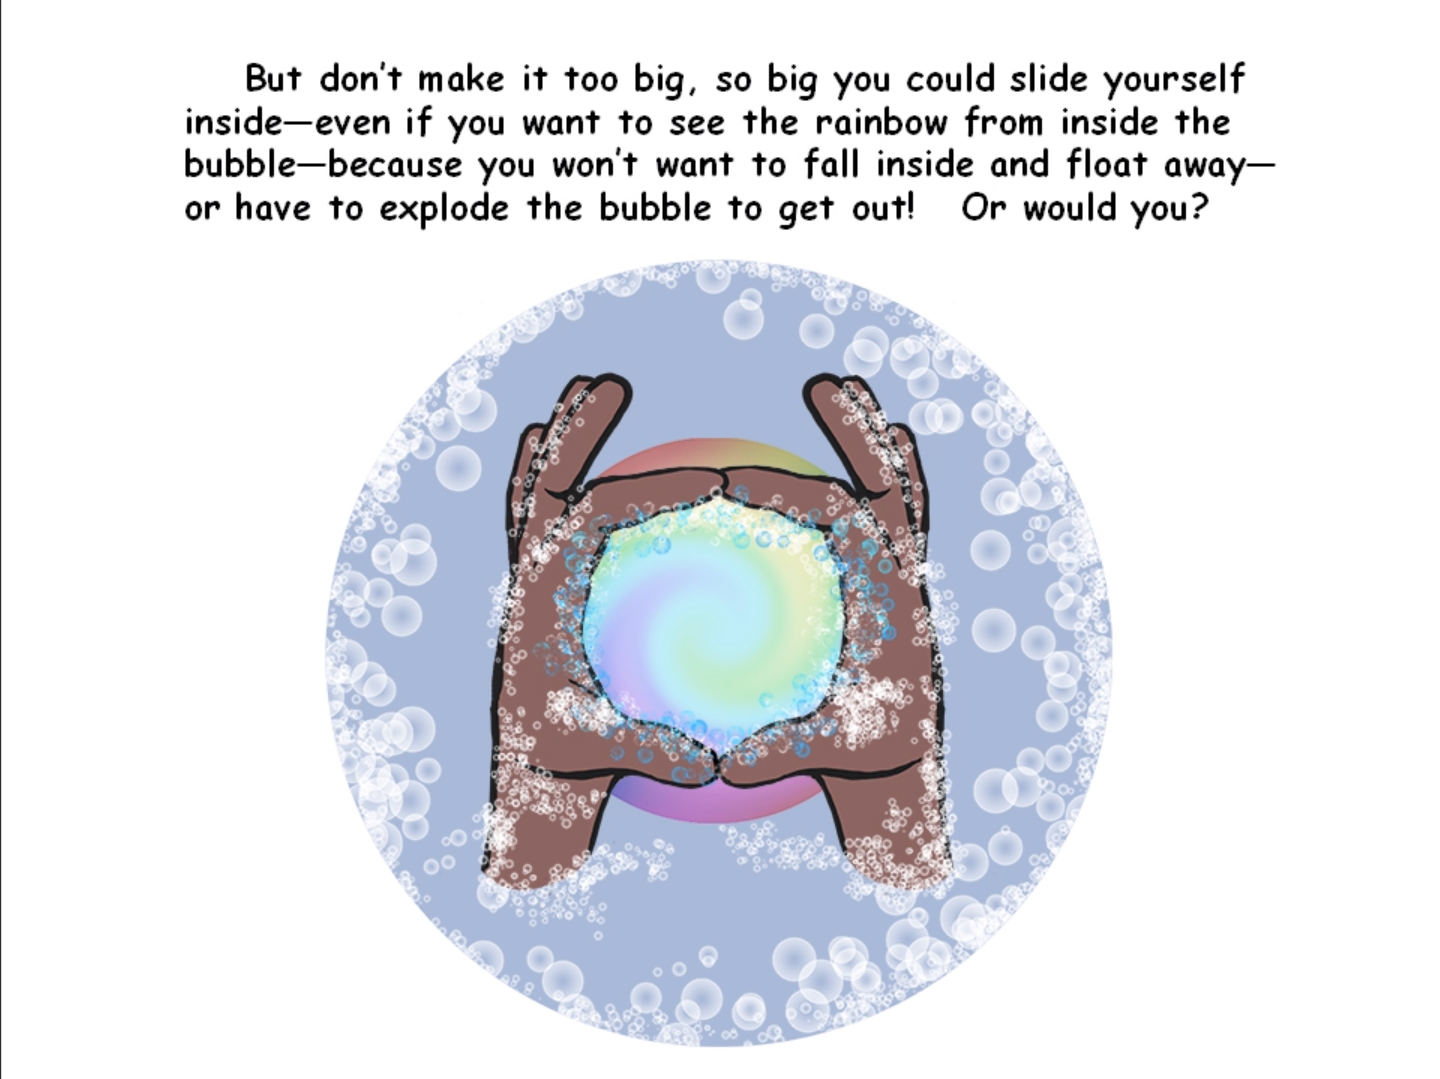 But don't make it too big, so big you could slide yourself
inside—even if you want to see the rainbow from inside the
bubble—because you won't want to fall inside and float away—
or have to explode the bubble to get out! Or would you?